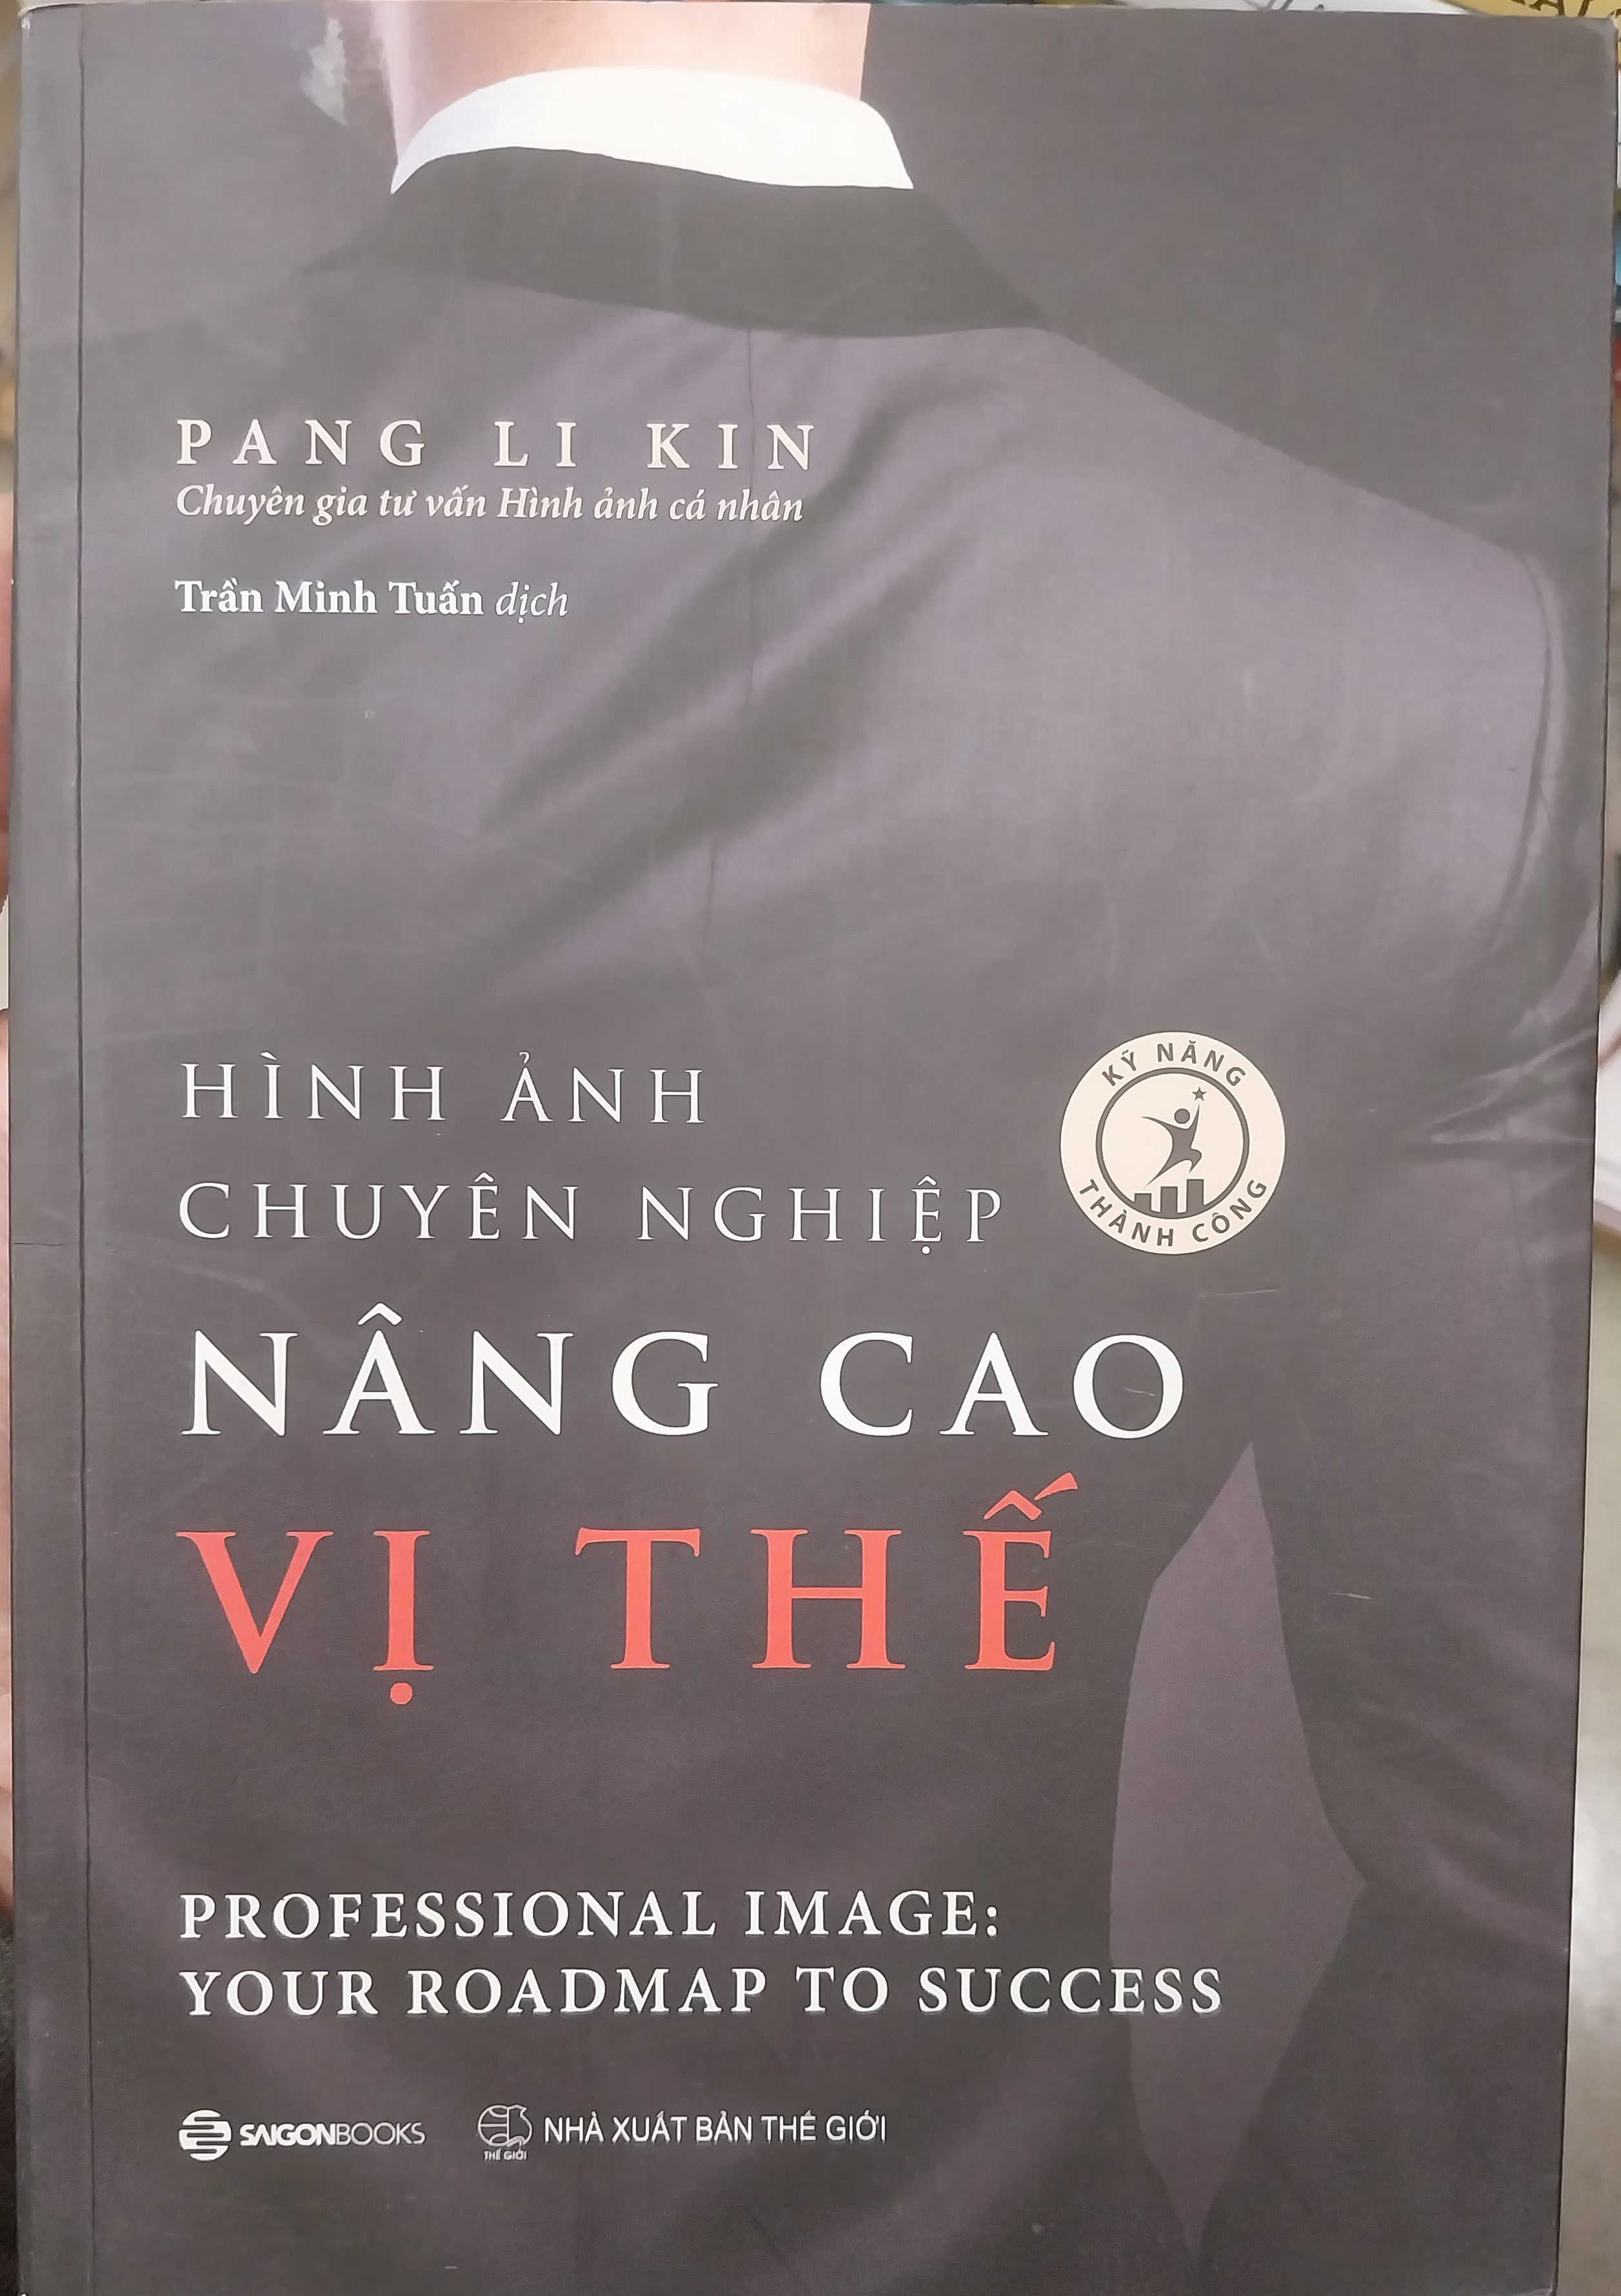 PANG LI KIN
Chuyên gia tư vấn Hình ảnh cá nhân
Trần Minh Tuấn dịch
HÌNH ẢNH
CHUYÊN NGHIỆP
KỸ NĂNG
THÀNH CÔNG
NÂNG CAO
VỊ THẾ
PROFESSIONAL IMAGE:
YOUR ROADMAP TO SUCCESS
SAIGONBOOKS
THẾ GIỚI
NHÀ XUẤT BẢN THẾ GIỚI